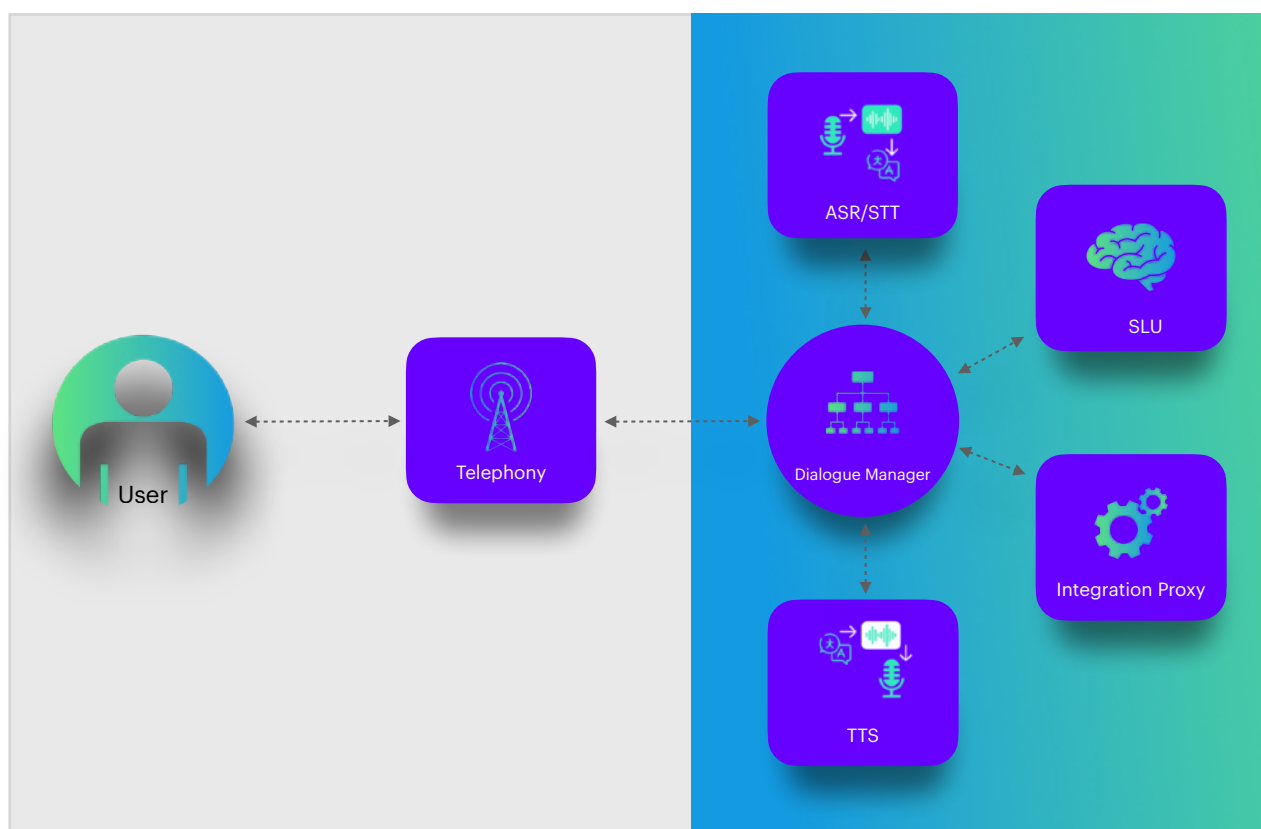 ASR/STT
SLU
User
Telephony
Dialogue Manager
Integration Proxy
TTS